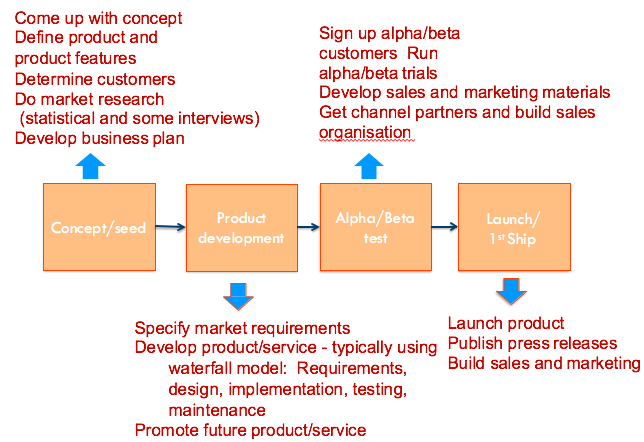 Come up with concept
Define product and
product features
Determine customers
Do market research
(statistical and some interviews)
Develop business plan
Sign up alpha/beta
customers  Run
alpha/beta trials
Develop sales and marketing materials
Get channel partners and build sales
organisation
Concept/seed
Product
development
Alpha/Beta
test
Launch/
1st Ship
Specify market requirements
Develop product/service - typically using
waterfall model:  Requirements,
design, implementation, testing,
maintenance
Promote future product/service
Launch product
Publish press releases
Build sales and marketing